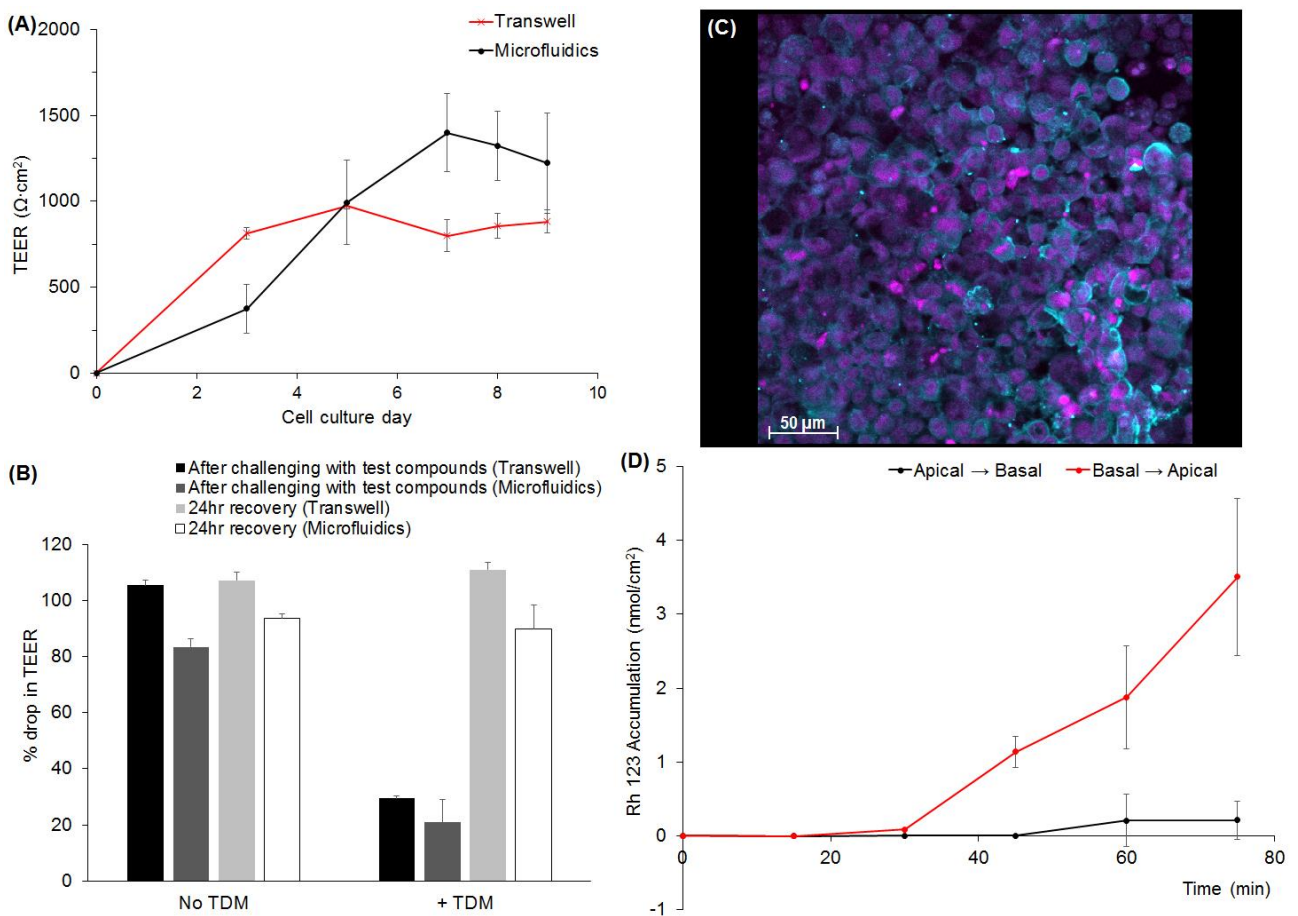 (A)
Transwell
Microfluidics
2000
1500
1000
500
0
TEER (Ω·cm²)
0 2 4 6 8 10
Cell culture day
(C)
50 µm
(B)
After challenging with test compounds (Transwell)
After challenging with test compounds (Microfluidics)
24hr recovery (Transwell)
24hr recovery (Microfluidics)
120
100
80
60
40
20
0
% drop in TEER
No TDM + TDM
(D)
Apical → Basal Basal → Apical
5
4
3
2
1
0
-1
Rh 123 Accumulation (nmol/cm²)
0 20 40 60 80
Time (min)